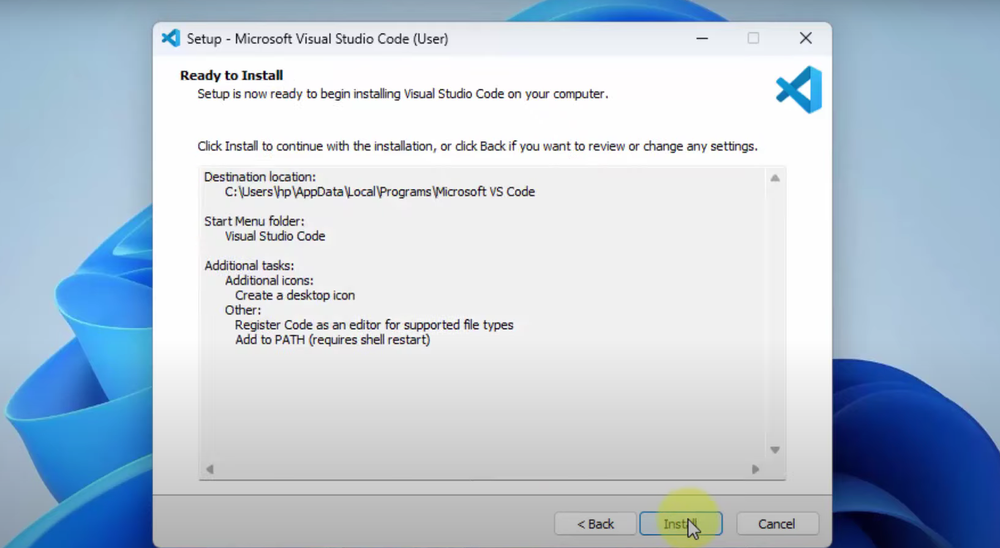 Setup - Microsoft Visual Studio Code (User)
Ready to Install
Setup is now ready to begin installing Visual Studio Code on your computer.
Click Install to continue with the installation, or click Back if you want to review or change any settings.
Destination location:
C:\Users\hp\AppData\Local\Programs\Microsoft VS Code
Start Menu folder:
Visual Studio Code
Additional tasks:
Additional icons:
Create a desktop icon
Other:
Register Code as an editor for supported file types
Add to PATH (requires shell restart)
< Back
Install
Cancel